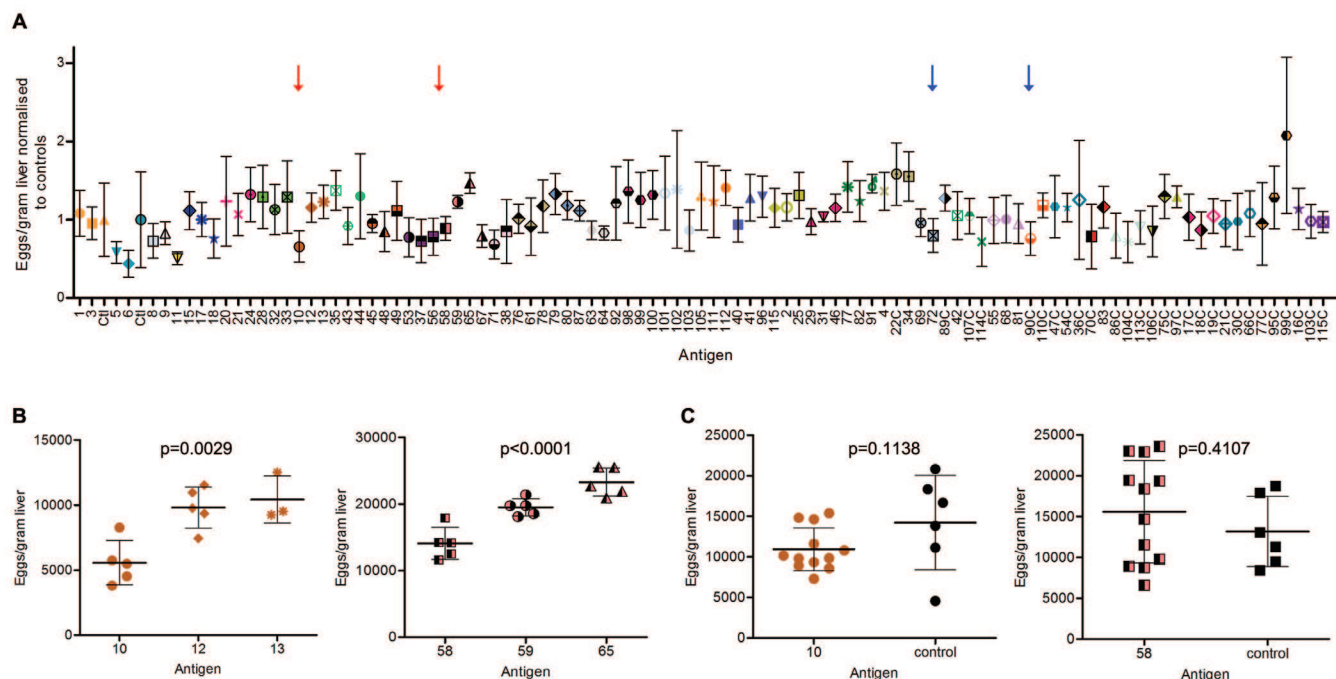 A
Eggs/gram liver normalised
to controls
3
2
1
0
1 3 Ctl 5 6 Ctl 8 9 11 15 17 18 20 21 24 28 32 33 10 12 13 35 43 44 45 48 49 53 37 56 58 59 65 67 71 38 76 61 78 79 80 87 63 64 92 98 99 100 101 102 103 105 111 112 40 41 96 115 2 25 29 31 46 77 82 91 4 22C 34 69 72 89C 42 107C 114C 55 68 81 90C 110C 47C 54C 36C 70C 83 86C 104C 113C 106C 75C 97C 17C 18C 19C 21C 30C 66C 77C 95C 99C 16C 103C 115C
Antigen
B
p=0.0029
Eggs/gram liver
15000
10000
5000
0
10 12 13
Antigen
p<0.0001
Eggs/gram liver
30000
20000
10000
0
58 59 65
Antigen
C
p=0.1138
Eggs/gram liver
25000
20000
15000
10000
5000
0
10 control
Antigen
p=0.4107
Eggs/gram liver
25000
20000
15000
10000
5000
0
58 control
Antigen